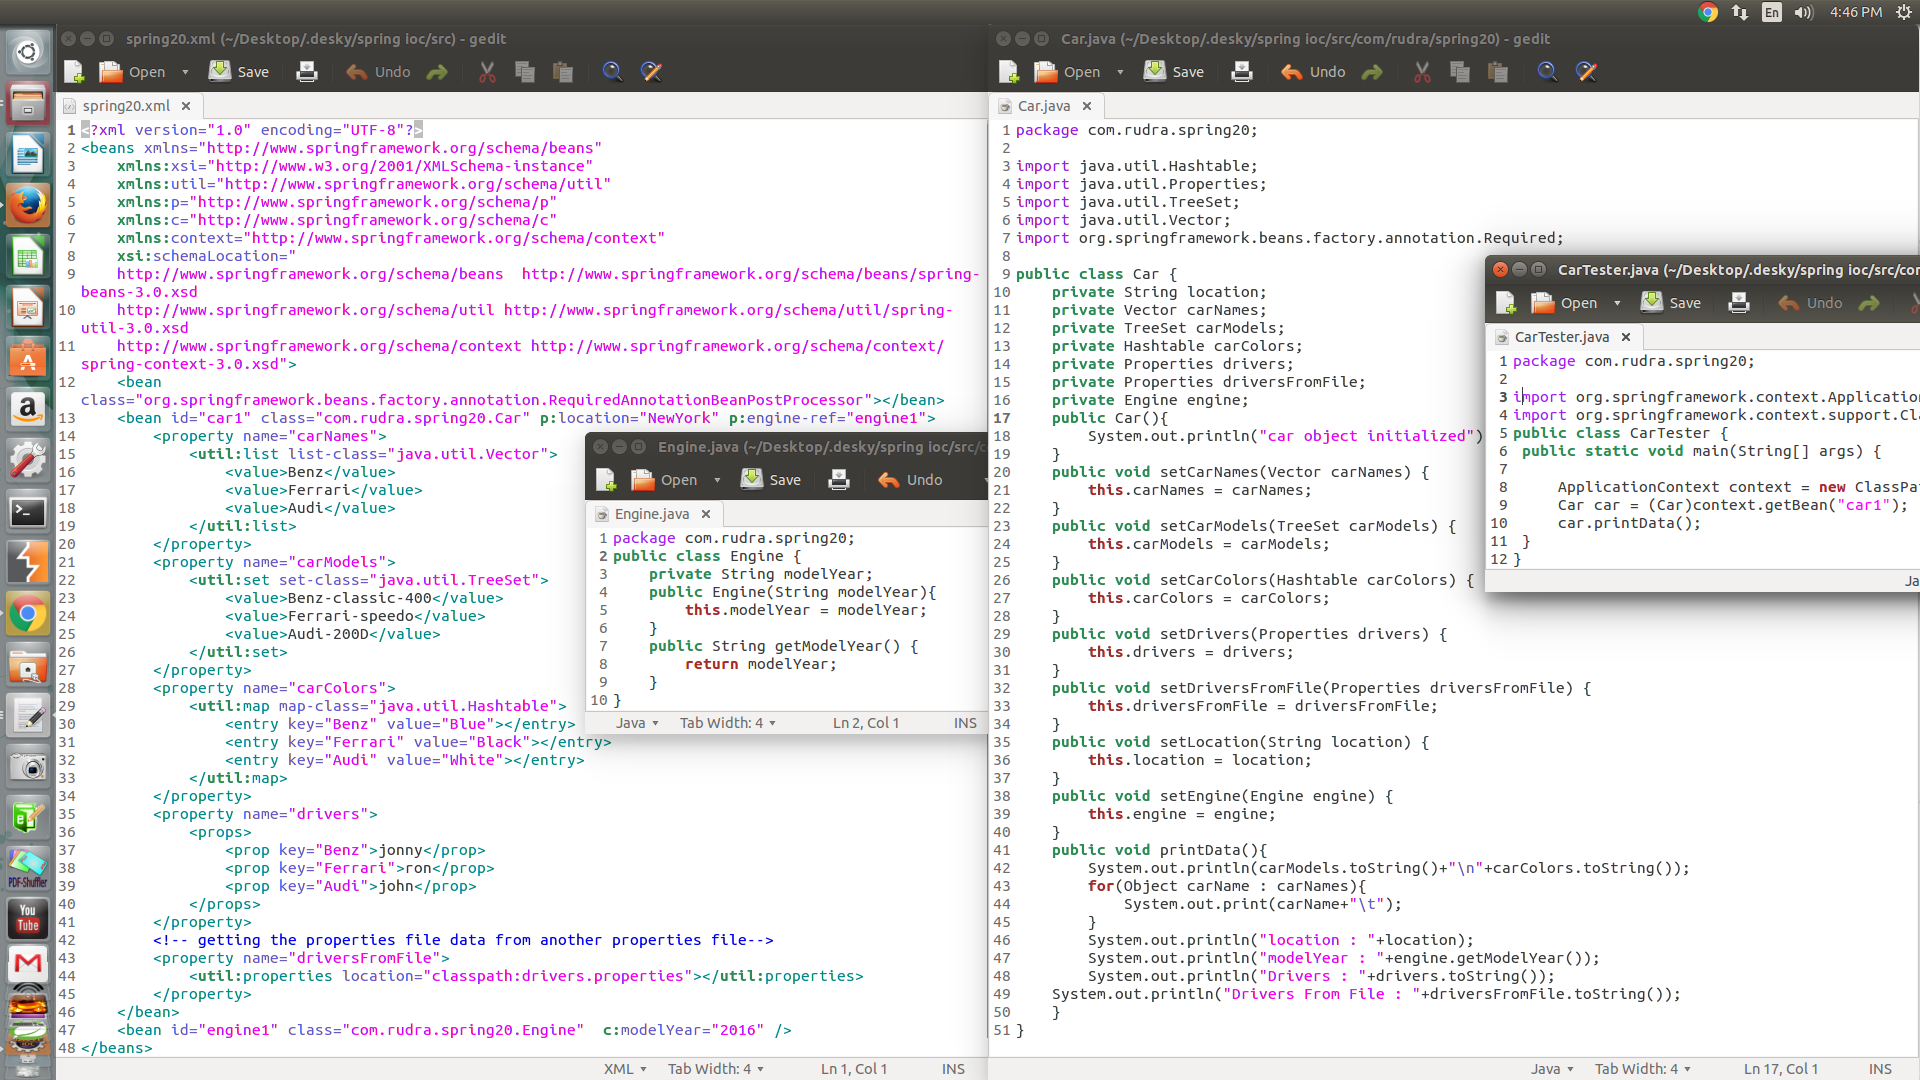 En 4:46 PM
spring20.xml (~/Desktop/.desky/spring ioc/src) - gedit
Open Save Undo
spring20.xml
1 <?xml version="1.0" encoding="UTF-8"?>
2 <beans xmlns="http://www.springframework.org/schema/beans"
3 xmlns:xsi="http://www.w3.org/2001/XMLSchema-instance"
4 xmlns:util="http://www.springframework.org/schema/util"
5 xmlns:p="http://www.springframework.org/schema/p"
6 xmlns:c="http://www.springframework.org/schema/c"
7 xmlns:context="http://www.springframework.org/schema/context"
8 xsi:schemaLocation="
9 http://www.springframework.org/schema/beans  http://www.springframework.org/schema/beans/spring-
beans-3.0.xsd
10 http://www.springframework.org/schema/util http://www.springframework.org/schema/util/spring-
util-3.0.xsd
11 http://www.springframework.org/schema/context http://www.springframework.org/schema/context/
spring-context-3.0.xsd">
12 <bean
class="org.springframework.beans.factory.annotation.RequiredAnnotationBeanPostProcessor"></bean>
13 <bean id="car1" class="com.rudra.spring20.Car" p:location="NewYork" p:engine-ref="engine1">
14 <property name="carNames">
15 <util:list list-class="java.util.Vector">
16 <value>Benz</value>
17 <value>Ferrari</value>
18 <value>Audi</value>
19 </util:list>
20 </property>
21 <property name="carModels">
22 <util:set set-class="java.util.TreeSet">
23 <value>Benz-classic-400</value>
24 <value>Ferrari-speedo</value>
25 <value>Audi-200D</value>
26 </util:set>
27 </property>
28 <property name="carColors">
29 <util:map map-class="java.util.Hashtable">
30 <entry key="Benz" value="Blue"></entry>
31 <entry key="Ferrari" value="Black"></entry>
32 <entry key="Audi" value="White"></entry>
33 </util:map>
34 </property>
35 <property name="drivers">
36 <props>
37 <prop key="Benz">jonny</prop>
38 <prop key="Ferrari">ron</prop>
39 <prop key="Audi">john</prop>
40 </props>
41 </property>
42 <!-- getting the properties file data from another properties file-->
43 <property name="driversFromFile">
44 <util:properties location="classpath:drivers.properties"></util:properties>
45 </property>
46 </bean>
47 <bean id="engine1" class="com.rudra.spring20.Engine"  c:modelYear="2016" />
48 </beans>
XML Tab Width: 4 Ln 1, Col 1 INS
Engine.java (~/Desktop/.desky/spring ioc/src/c
Open Save Undo
Engine.java
1 package com.rudra.spring20;
2 public class Engine {
3 private String modelYear;
4 public Engine(String modelYear){
5 this.modelYear = modelYear;
6 }
7 public String getModelYear() {
8 return modelYear;
9 }
10 }
Java Tab Width: 4 Ln 2, Col 1 INS
Car.java (~/Desktop/.desky/spring ioc/src/com/rudra/spring20) - gedit
Open Save Undo
Car.java
1 package com.rudra.spring20;
2
3 import java.util.Hashtable;
4 import java.util.Properties;
5 import java.util.TreeSet;
6 import java.util.Vector;
7 import org.springframework.beans.factory.annotation.Required;
8
9 public class Car {
10 private String location;
11 private Vector carNames;
12 private TreeSet carModels;
13 private Hashtable carColors;
14 private Properties drivers;
15 private Properties driversFromFile;
16 private Engine engine;
17 public Car(){
18 System.out.println("car object initialized")
19 }
20 public void setCarNames(Vector carNames) {
21 this.carNames = carNames;
22 }
23 public void setCarModels(TreeSet carModels) {
24 this.carModels = carModels;
25 }
26 public void setCarColors(Hashtable carColors) {
27 this.carColors = carColors;
28 }
29 public void setDrivers(Properties drivers) {
30 this.drivers = drivers;
31 }
32 public void setDriversFromFile(Properties driversFromFile) {
33 this.driversFromFile = driversFromFile;
34 }
35 public void setLocation(String location) {
36 this.location = location;
37 }
38 public void setEngine(Engine engine) {
39 this.engine = engine;
40 }
41 public void printData(){
42 System.out.println(carModels.toString()+"\n"+carColors.toString());
43 for(Object carName : carNames){
44 System.out.print(carName+"\t");
45 }
46 System.out.println("location : "+location);
47 System.out.println("modelYear : "+engine.getModelYear());
48 System.out.println("Drivers : "+drivers.toString());
49 System.out.println("Drivers From File : "+driversFromFile.toString());
50 }
51 }
Java Tab Width: 4 Ln 17, Col 1 INS
CarTester.java (~/Desktop/.desky/spring ioc/src/co
Open Save Undo
CarTester.java
1 package com.rudra.spring20;
2
3 import org.springframework.context.Application
4 import org.springframework.context.support.Cla
5 public class CarTester {
6 public static void main(String[] args) {
7
8 ApplicationContext context = new ClassPat
9 Car car = (Car)context.getBean("car1");
10 car.printData();
11 }
12 }
Ja
PDF-Shuffler
You
Tube